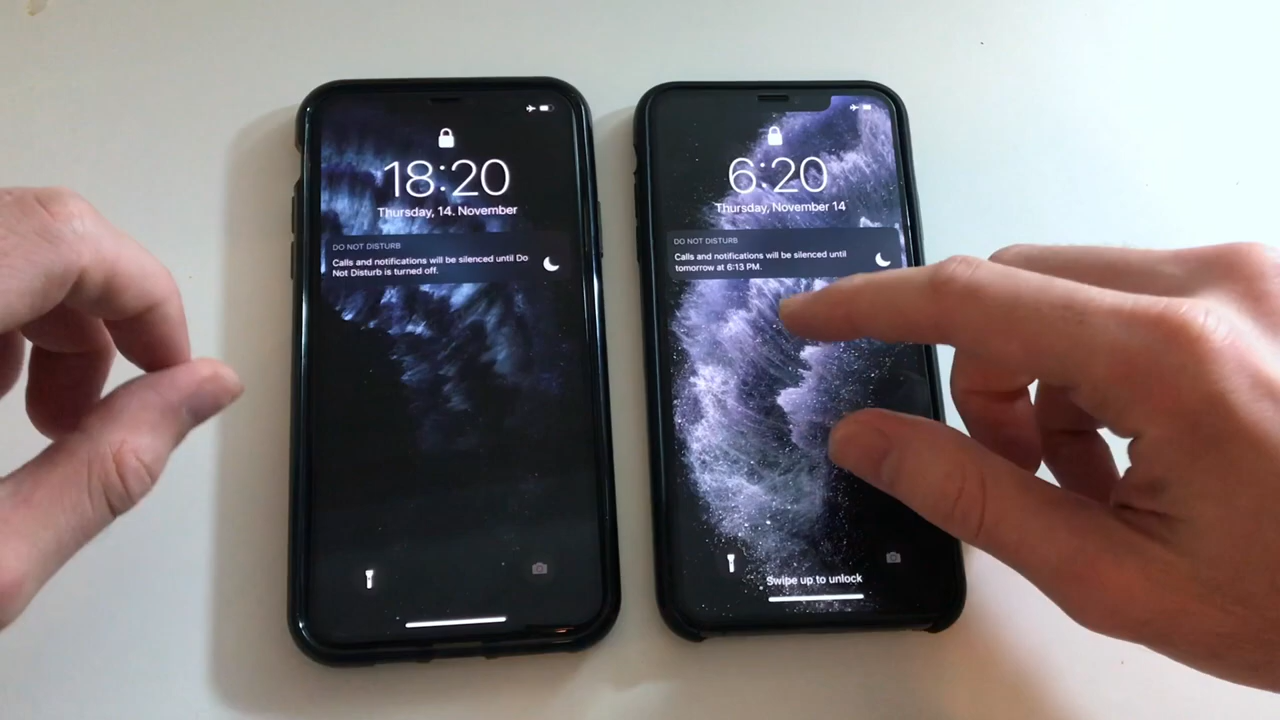 18:20
Thursday, 14. November
DO NOT DISTURB
Calls and notifications will be silenced until Do
Not Disturb is turned off.
6:20
Thursday, November 14
DO NOT DISTURB
Calls and notifications will be silenced until
tomorrow at 6:13 PM.
Swipe up to unlock